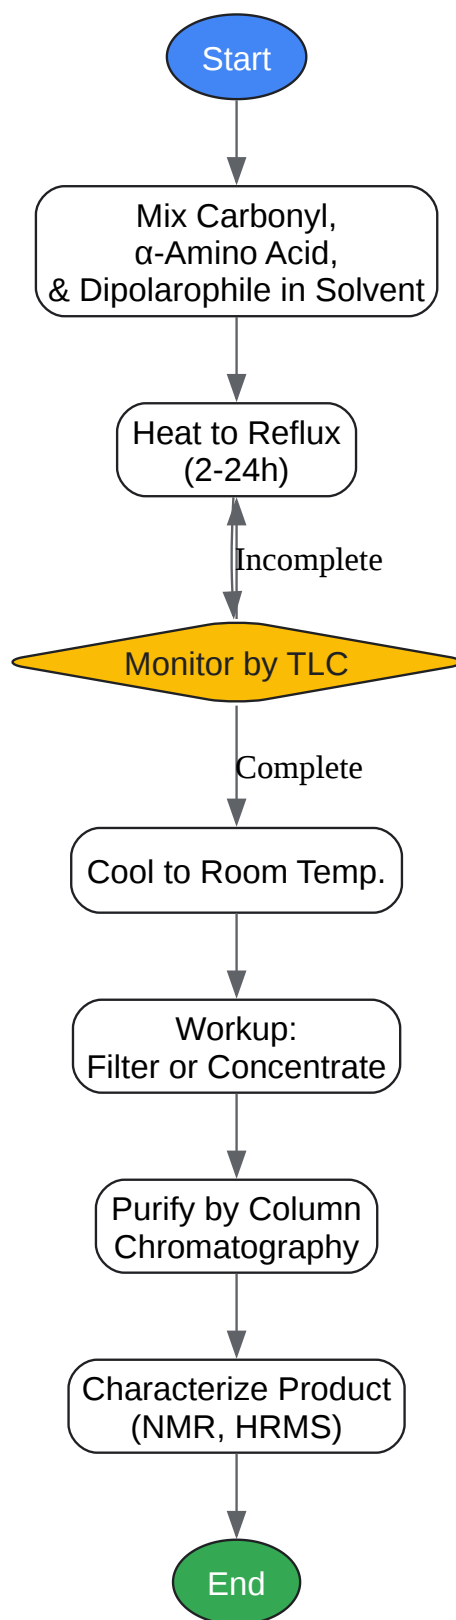 Start
Mix Carbonyl,
α-Amino Acid,
& Dipolarophile in Solvent
Heat to Reflux
(2-24h)
Incomplete
Monitor by TLC
Complete
Cool to Room Temp.
Workup:
Filter or Concentrate
Purify by Column
Chromatography
Characterize Product
(NMR, HRMS)
End